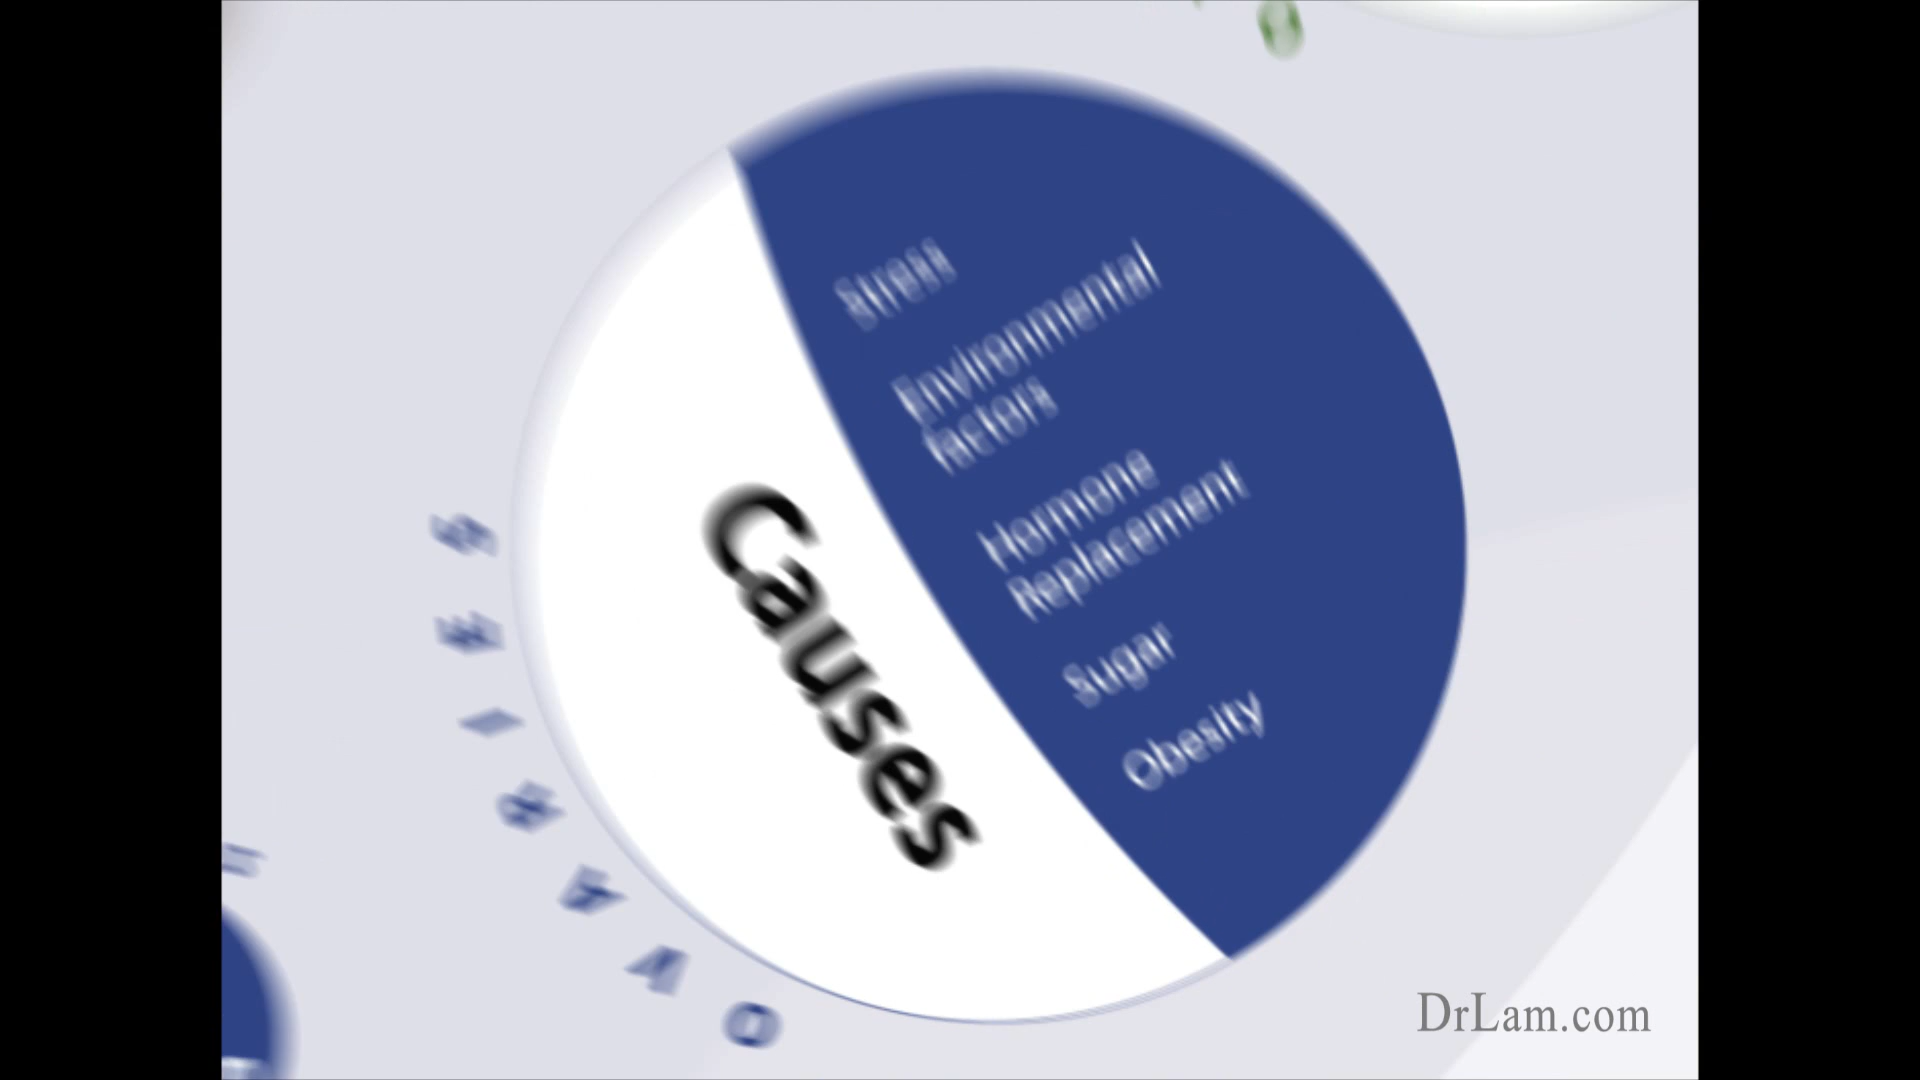 Causes
Stress
Environmental
factors
Hormone
Replacement
Sugar
Obesity
DrLam.com